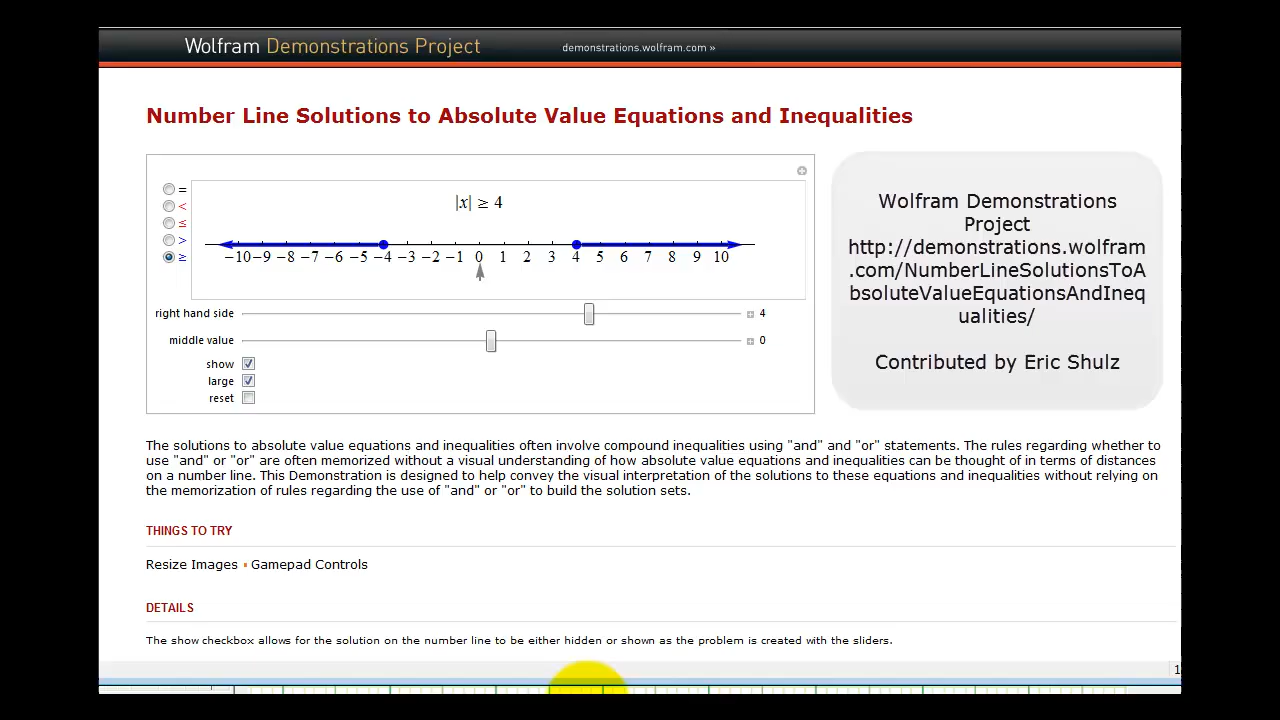 Wolfram Demonstrations Project
demonstrations.wolfram.com »
Number Line Solutions to Absolute Value Equations and Inequalities
=
<
≤
>
≥
|x| ≥ 4
−10 −9 −8 −7 −6 −5 −4 −3 −2 −1 0 1 2 3 4 5 6 7 8 9 10
right hand side 4
middle value 0
show
large
reset
Wolfram Demonstrations
Project
http://demonstrations.wolfram
.com/NumberLineSolutionsToA
bsoluteValueEquationsAndIneq
ualities/
Contributed by Eric Shulz
The solutions to absolute value equations and inequalities often involve compound inequalities using "and" and "or" statements. The rules regarding whether to
use "and" or "or" are often memorized without a visual understanding of how absolute value equations and inequalities can be thought of in terms of distances
on a number line. This Demonstration is designed to help convey the visual interpretation of the solutions to these equations and inequalities without relying on
the memorization of rules regarding the use of "and" or "or" to build the solution sets.
THINGS TO TRY
Resize Images ▪ Gamepad Controls
DETAILS
The show checkbox allows for the solution on the number line to be either hidden or shown as the problem is created with the sliders.